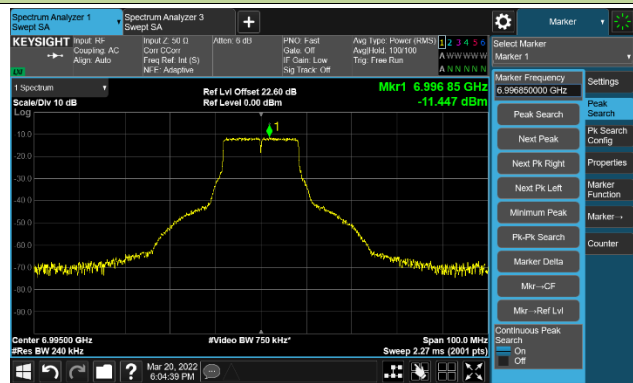 Spectrum Analyzer 1
Swept SA
Spectrum Analyzer 3
Swept SA
Marker
KEYSIGHT
Input: RF
Coupling: AC
Align: Auto
Input Z: 50 Ω
Corr CCorr
Freq Ref: Int (S)
NFE: Adaptive
Atten: 6 dB
PNO: Fast
Gate: Off
IF Gain: Low
Sig Track: Off
Avg Type: Power (RMS)
Avg|Hold: 100/100
Trig: Free Run
1 2 3 4 5 6
A W W W W W
A N N N N N
LXI
Select Marker
Marker 1
1 Spectrum
Scale/Div 10 dB
Log
Ref Lvl Offset 22.60 dB
Ref Level 0.00 dBm
Mkr1 6.996 85 GHz
-11.447 dBm
1
-10.0
-20.0
-30.0
-40.0
-50.0
-60.0
-70.0
-80.0
-90.0
Center 6.99500 GHz
#Res BW 240 kHz
#Video BW 750 kHz*
Span 100.0 MHz
Sweep 2.27 ms (2001 pts)
Marker Frequency
6.996850000 GHz
Peak Search
Next Peak
Next Pk Right
Next Pk Left
Minimum Peak
Pk-Pk Search
Marker Delta
Mkr→CF
Mkr→Ref Lvl
Continuous Peak
Search
On
Off
Settings
Peak
Search
Pk Search
Config
Properties
Marker
Function
Marker→
Counter
?
Mar 20, 2022
6:04:39 PM